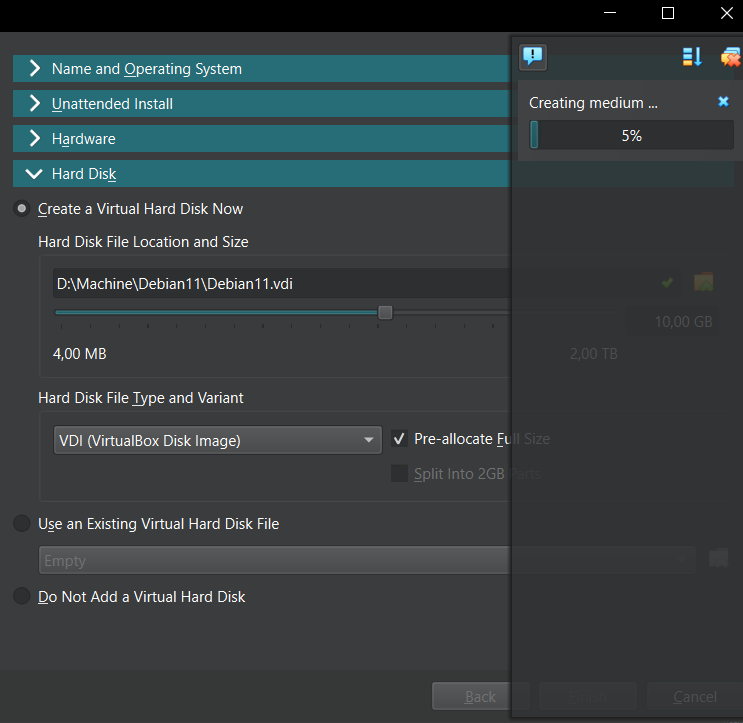 Name and Operating System
Unattended Install
Hardware
Hard Disk
Creating medium ...
5%
Create a Virtual Hard Disk Now
Hard Disk File Location and Size
D:\Machine\Debian11\Debian11.vdi
10,00 GB
4,00 MB
2,00 TB
Hard Disk File Type and Variant
VDI (VirtualBox Disk Image)
Pre-allocate Full Size
Split Into 2GB Parts
Use an Existing Virtual Hard Disk File
Empty
Do Not Add a Virtual Hard Disk
Back
Finish
Cancel